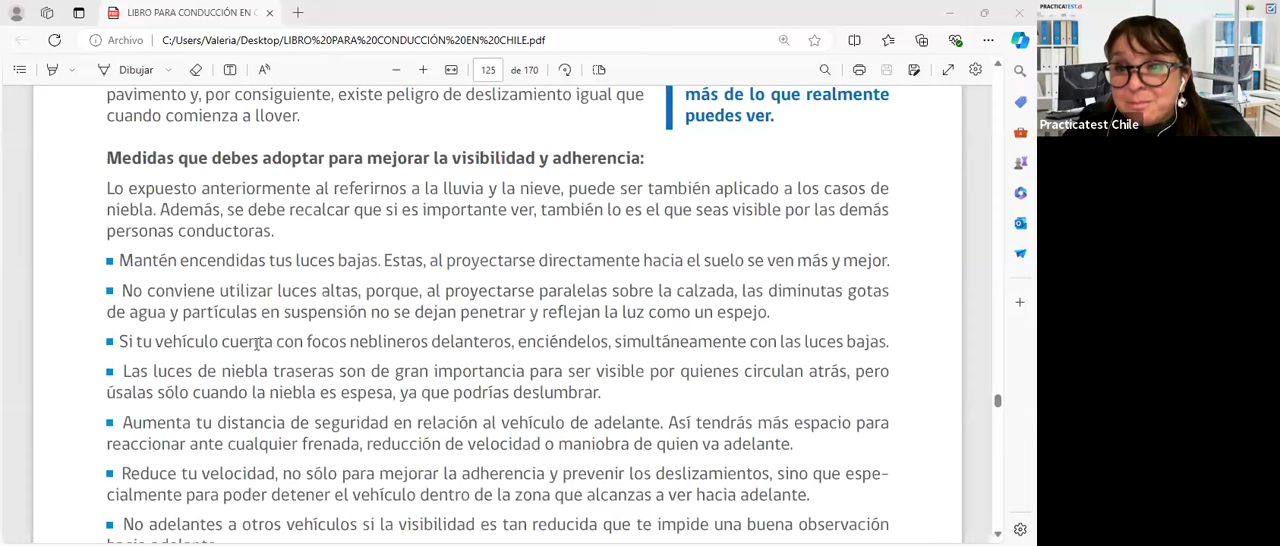 LIBRO PARA CONDUCCIÓN EN C
Archivo C:/Users/Valeria/Desktop/LIBRO%20PARA%20CONDUCCIÓN%20EN%20CHILE.pdf
Dibujar 125 de 170
pavimento y, por consiguiente, existe peligro de deslizamiento igual que
cuando comienza a llover.
más de lo que realmente
puedes ver.
Medidas que debes adoptar para mejorar la visibilidad y adherencia:
Lo expuesto anteriormente al referirnos a la lluvia y la nieve, puede ser también aplicado a los casos de
niebla. Además, se debe recalcar que si es importante ver, también lo es el que seas visible por las demás
personas conductoras.
Mantén encendidas tus luces bajas. Estas, al proyectarse directamente hacia el suelo se ven más y mejor.
No conviene utilizar luces altas, porque, al proyectarse paralelas sobre la calzada, las diminutas gotas
de agua y partículas en suspensión no se dejan penetrar y reflejan la luz como un espejo.
Si tu vehículo cuenta con focos neblineros delanteros, enciéndelos, simultáneamente con las luces bajas.
Las luces de niebla traseras son de gran importancia para ser visible por quienes circulan atrás, pero
úsalas sólo cuando la niebla es espesa, ya que podrías deslumbrar.
Aumenta tu distancia de seguridad en relación al vehículo de adelante. Así tendrás más espacio para
reaccionar ante cualquier frenada, reducción de velocidad o maniobra de quien va adelante.
Reduce tu velocidad, no sólo para mejorar la adherencia y prevenir los deslizamientos, sino que espe-
cialmente para poder detener el vehículo dentro de la zona que alcanzas a ver hacia adelante.
No adelantes a otros vehículos si la visibilidad es tan reducida que te impide una buena observación
hacia adelante.
PRACTICATEST.cl
Practicatest Chile